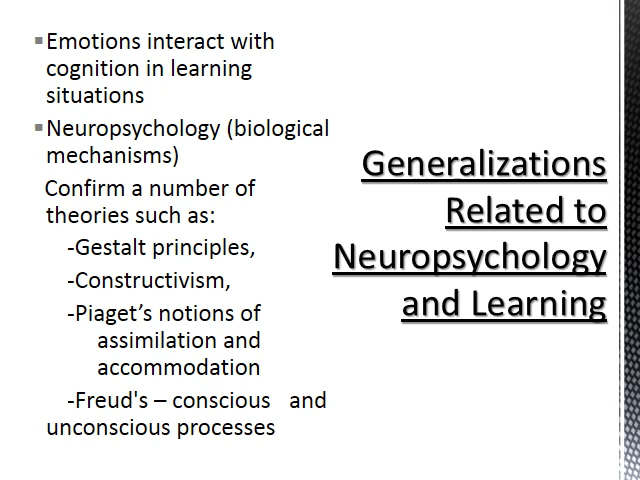 ▪Emotions interact with
cognition in learning
situations
▪Neuropsychology (biological
mechanisms)
Confirm a number of
theories such as:
-Gestalt principles,
-Constructivism,
-Piaget’s notions of
assimilation and
accommodation
-Freud's – conscious and
unconscious processes
Generalizations
Related to
Neuropsychology
and Learning